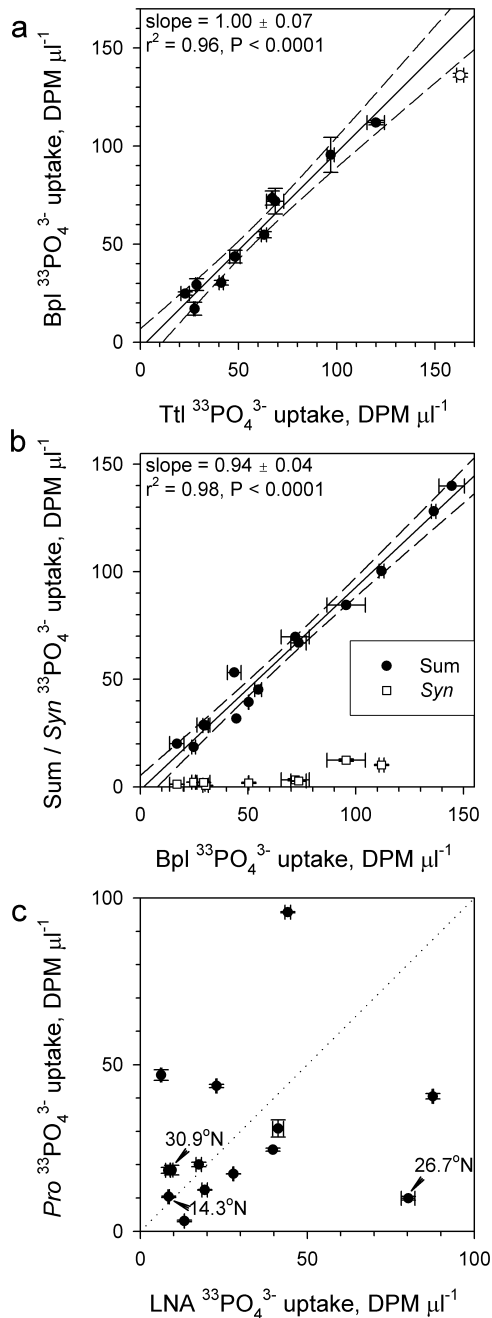 a
slope = 1.00 ± 0.07
r² = 0.96, P < 0.0001
150
100
50
0
Bpl ³³PO₄³⁻ uptake, DPM µl⁻¹
0 50 100 150
Ttl ³³PO₄³⁻ uptake, DPM µl⁻¹
b
slope = 0.94 ± 0.04
r² = 0.98, P < 0.0001
150
100
50
0
Sum / Syn ³³PO₄³⁻ uptake, DPM µl⁻¹
Sum
Syn
0 50 100 150
Bpl ³³PO₄³⁻ uptake, DPM µl⁻¹
c
100
50
0
Pro ³³PO₄³⁻ uptake, DPM µl⁻¹
30.9°N
14.3°N
26.7°N
0 50 100
LNA ³³PO₄³⁻ uptake, DPM µl⁻¹